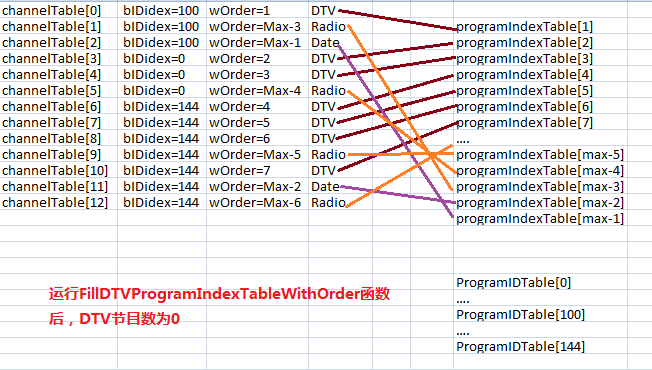 channelTable[0] bIDidex=100 wOrder=1 DTV
channelTable[1] bIDidex=100 wOrder=Max-3 Radio programIndexTable[1]
channelTable[2] bIDidex=100 wOrder=Max-1 Date programIndexTable[2]
channelTable[3] bIDidex=0 wOrder=2 DTV programIndexTable[3]
channelTable[4] bIDidex=0 wOrder=3 DTV programIndexTable[4]
channelTable[5] bIDidex=0 wOrder=Max-4 Radio programIndexTable[5]
channelTable[6] bIDidex=144 wOrder=4 DTV programIndexTable[6]
channelTable[7] bIDidex=144 wOrder=5 DTV programIndexTable[7]
channelTable[8] bIDidex=144 wOrder=6 DTV ....
channelTable[9] bIDidex=144 wOrder=Max-5 Radio programIndexTable[max-5]
channelTable[10] bIDidex=144 wOrder=7 DTV programIndexTable[max-4]
channelTable[11] bIDidex=144 wOrder=Max-2 Date programIndexTable[max-3]
channelTable[12] bIDidex=144 wOrder=Max-6 Radio programIndexTable[max-2]
programIndexTable[max-1]
运行FillDTVProgramIndexTableWithOrder函数
后，DTV节目数为0
ProgramIDTable[0]
....
ProgramIDTable[100]
....
ProgramIDTable[144]